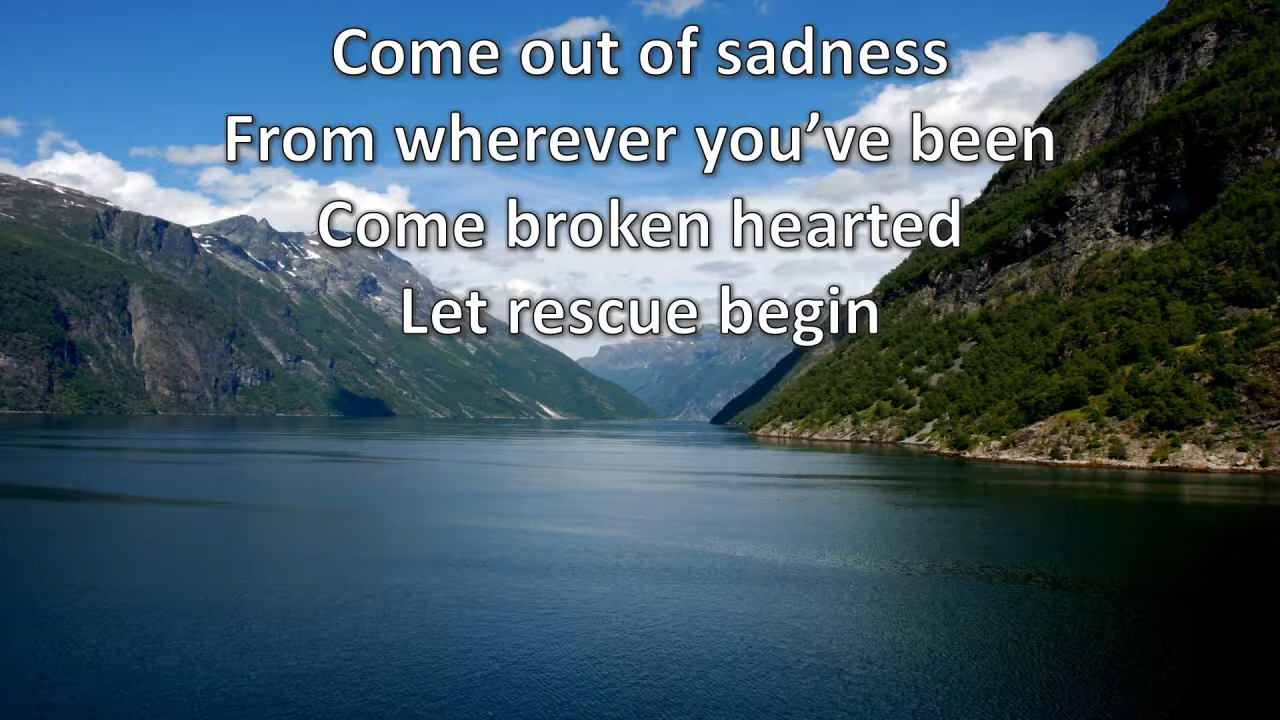 Come out of sadness
From wherever you’ve been
Come broken hearted
Let rescue begin